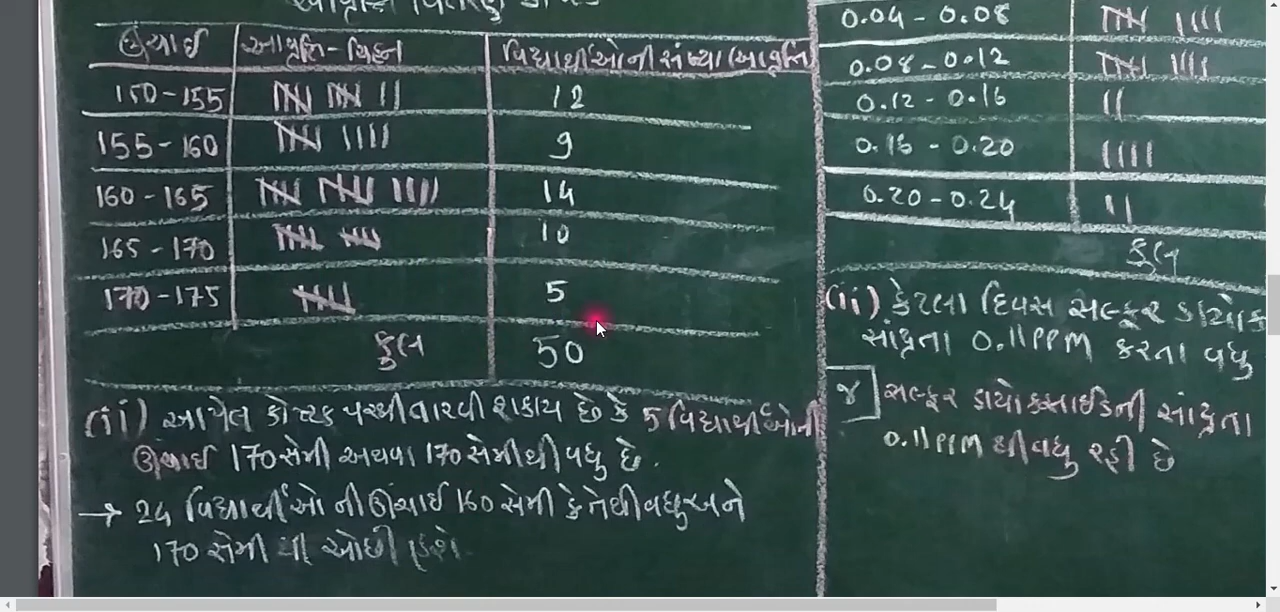 ઊંચાઈ આવૃત્તિ-ચિહ્ન વિદ્યાર્થીઓની સંખ્યા (આવૃત્તિ)
150-155 12
155-160 9
160-165 14
165-170 10
170-175 5
કુલ 50
(ii) આપેલ કોષ્ટક પરથી તારવી શકાય છે કે 5 વિદ્યાર્થીઓની
ઊંચાઈ 170 સેમી અથવા 170 સેમીથી વધુ છે.
→ 24 વિદ્યાર્થીઓ ની ઊંચાઈ 160 સેમી કે તેથી વધુ અને
170 સેમી થી ઓછી હશે.
0.04-0.08
0.08-0.12
0.12-0.16
0.16-0.20
0.20-0.24
કુલ
(ii) કેટલા દિવસ સલ્ફર ડાયોક
સાંદ્રતા 0.11 PPM કરતા વધુ
જ સલ્ફર ડાયોક્સાઈડની સાંદ્રતા
0.11 PPM થી વધુ રહી છે